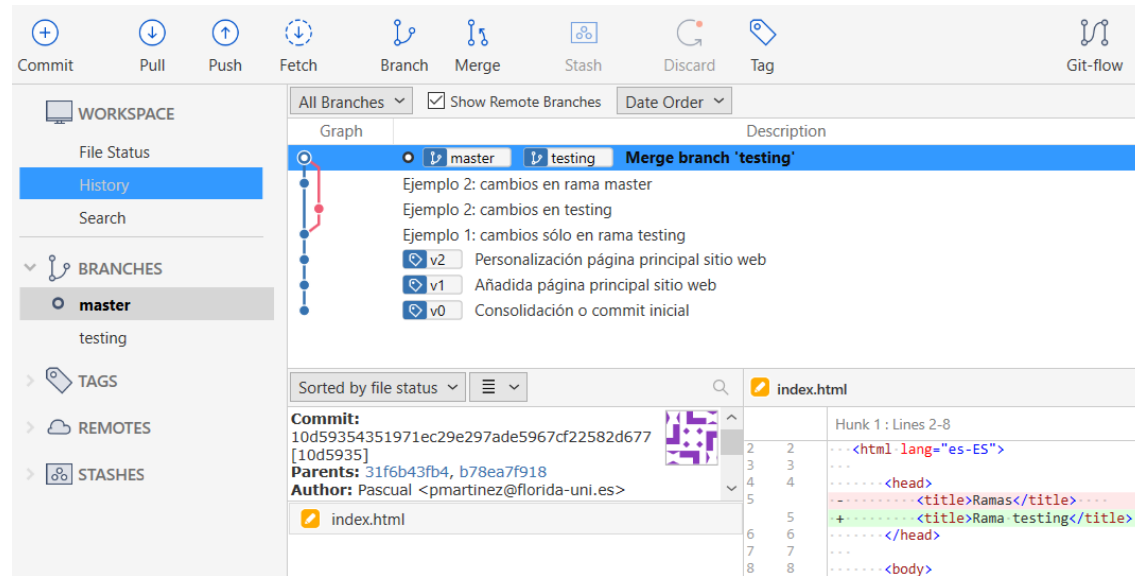 Commit Pull Push Fetch Branch Merge Stash Discard Tag Git-flow
WORKSPACE
File Status
History
Search
BRANCHES
master
testing
TAGS
REMOTES
STASHES
All Branches Show Remote Branches Date Order
Graph Description
master testing Merge branch 'testing'
Ejemplo 2: cambios en rama master
Ejemplo 2: cambios en testing
Ejemplo 1: cambios sólo en rama testing
v2 Personalización página principal sitio web
v1 Añadida página principal sitio web
v0 Consolidación o commit inicial
Sorted by file status
Commit:
10d59354351971ec29e297ade5967cf22582d677
[10d5935]
Parents: 31f6b43fb4, b78ea7f918
Author: Pascual <pmartinez@florida-uni.es>
index.html
index.html
Hunk 1 : Lines 2-8
2 2 <html lang="es-ES">
3 3
4 4 <head>
5 - <title>Ramas</title>
5 + <title>Rama testing</title>
6 6 </head>
7 7
8 8 <body>